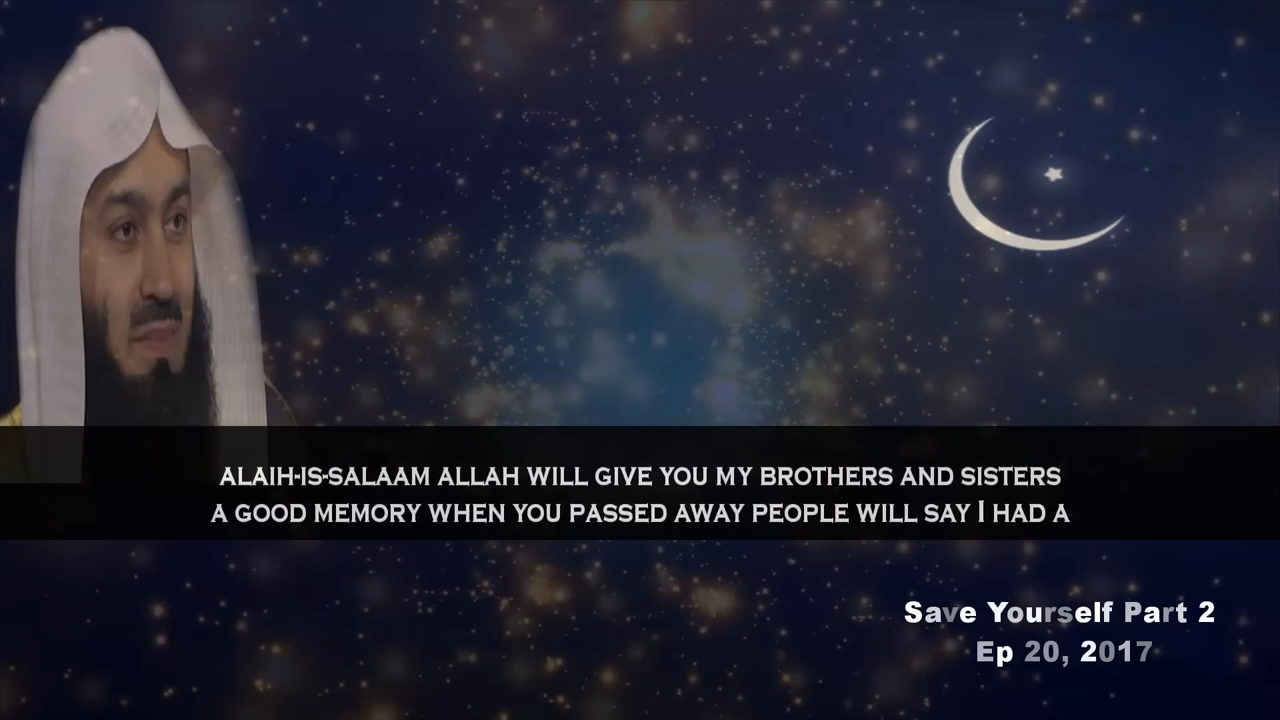 ALAIH-IS-SALAAM ALLAH WILL GIVE YOU MY BROTHERS AND SISTERS
A GOOD MEMORY WHEN YOU PASSED AWAY PEOPLE WILL SAY I HAD A
Save Yourself Part 2
Ep 20, 2017